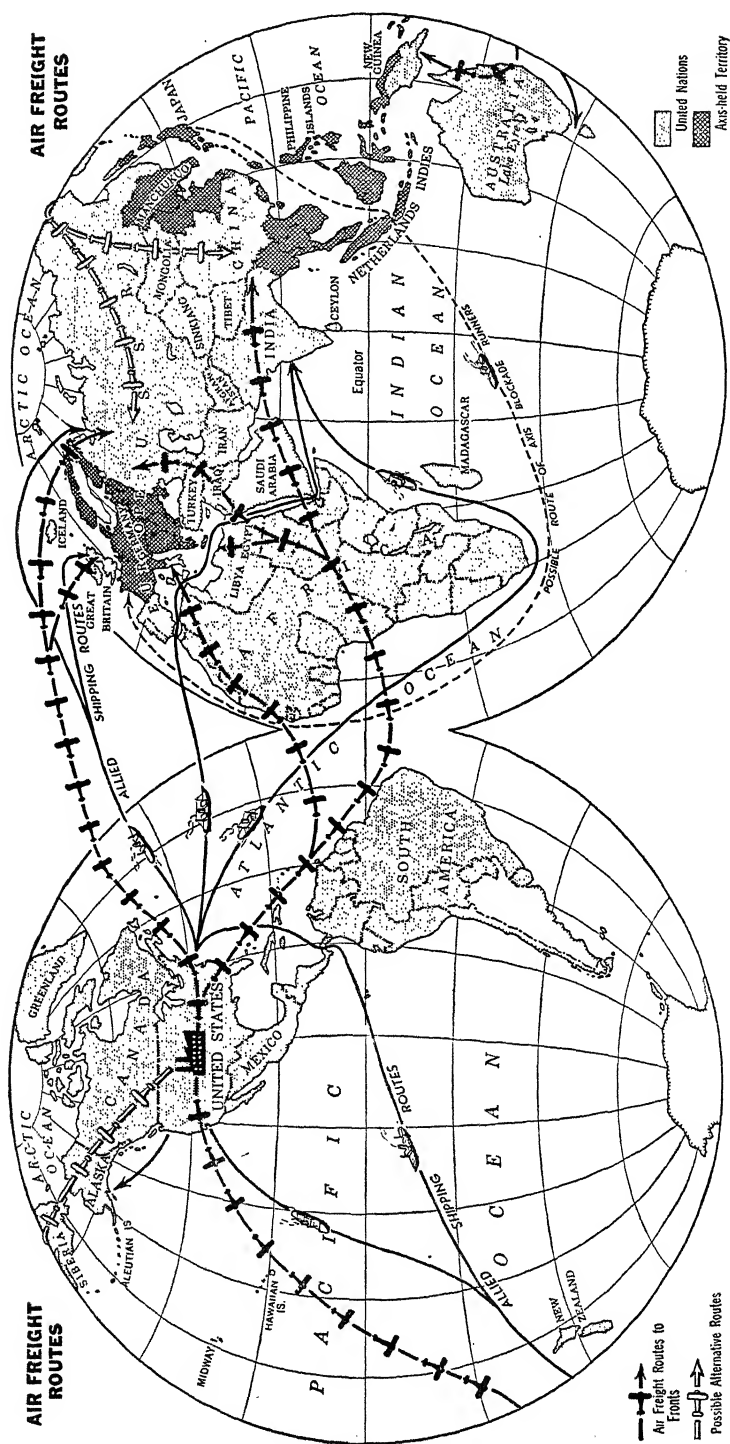 AIR FREIGHT
ROUTES
AIR FREIGHT
ROUTES
ARCTIC
OCEAN
SIBERIA
ALASKA
ALEUTIAN IS
GREENLAND
CANADA
UNITED STATES
MEXICO
MIDWAY
HAWAIIAN
IS.
PACIFIC
OCEAN
ALLIED SHIPPING ROUTES
NEW
ZEALAND
SOUTH
AMERICA
ATLANTIC
OCEAN
ALLIED SHIPPING ROUTES
ICELAND
GREAT
BRITAIN
ARCTIC OCEAN
U. S. S. R.
TURKEY
IRAQ
IRAN
SAUDI
ARABIA
LIBYA
EGYPT
AFRICA
MADAGASCAR
SINKIANG
TIBET
MONGOLIA
MANCHUKUO
CHINA
INDIA
CEYLON
JAPAN
PACIFIC
OCEAN
PHILIPPINE
ISLANDS
NEW
GUINEA
NETHERLANDS INDIES
AUSTRALIA
Lake Eyre
Equator
INDIAN
OCEAN
POSSIBLE ROUTE OF AXIS BLOCKADE RUNNERS
Air Freight Routes to
Fronts
Possible Alternative Routes
United Nations
Axis-held Territory